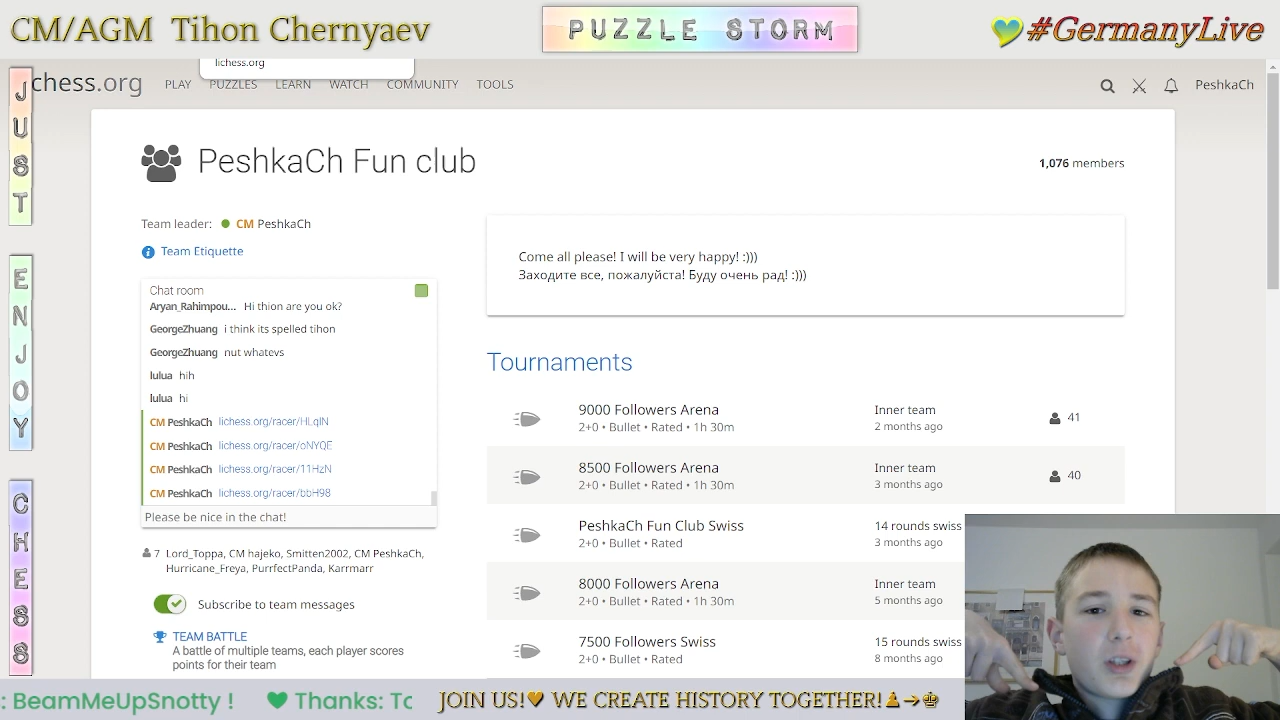 CM/AGM Tihon Chernyaev
PUZZLE STORM
#GermanyLive
JUST
ENJOY
CHESS
lichess.org
chess.org
PLAY PUZZLES LEARN WATCH COMMUNITY TOOLS
PeshkaCh
PeshkaCh Fun club
1,076 members
Team leader: CM PeshkaCh
Team Etiquette
Chat room
Aryan_Rahimpou... Hi thion are you ok?
GeorgeZhuang i think its spelled tihon
GeorgeZhuang nut whatevs
lulua hih
lulua hi
CM PeshkaCh lichess.org/racer/HLqlN
CM PeshkaCh lichess.org/racer/oNYQE
CM PeshkaCh lichess.org/racer/11HzN
CM PeshkaCh lichess.org/racer/bbH98
Please be nice in the chat!
7 Lord_Toppa, CM hajeko, Smitten2002, CM PeshkaCh,
Hurricane_Freya, PurrfectPanda, Karmarr
Subscribe to team messages
TEAM BATTLE
A battle of multiple teams, each player scores
points for their team
Come all please! I will be very happy! :)))
Заходите все, пожалуйста! Буду очень рад! :)))
Tournaments
9000 Followers Arena
2+0 • Bullet • Rated • 1h 30m
Inner team
2 months ago
41
8500 Followers Arena
2+0 • Bullet • Rated • 1h 30m
Inner team
3 months ago
40
PeshkaCh Fun Club Swiss
2+0 • Bullet • Rated
14 rounds swiss
3 months ago
8000 Followers Arena
2+0 • Bullet • Rated • 1h 30m
Inner team
5 months ago
7500 Followers Swiss
2+0 • Bullet • Rated
15 rounds swiss
8 months ago
: BeamMeUpSnotty ! Thanks: To
JOIN US! WE CREATE HISTORY TOGETHER!